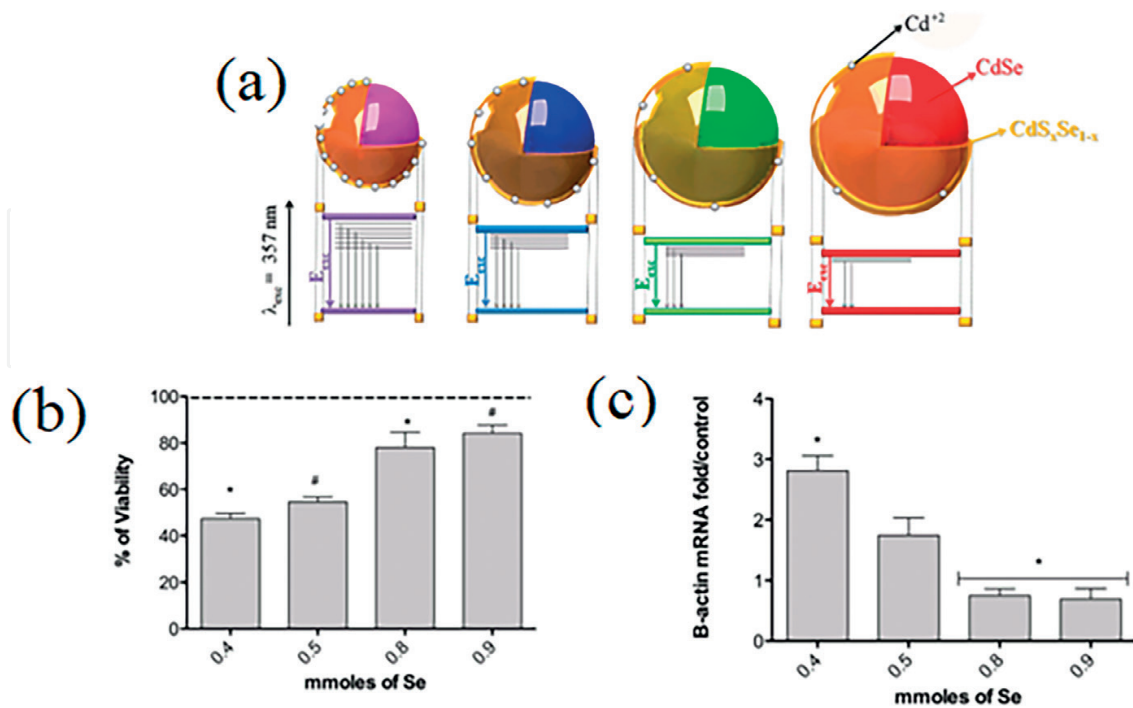 (a)
Cd⁺²
CdSe
CdSₓSe₁₋ₓ
λexc = 357 nm
Eexc
Eexc
Eexc
Eexc
(b)
% of Viability
100
80
60
40
20
0
•
#
•
#
0.4
0.5
0.8
0.9
mmoles of Se
(c)
B-actin mRNA fold/control
4
3
2
1
0
•
•
0.4
0.5
0.8
0.9
mmoles of Se